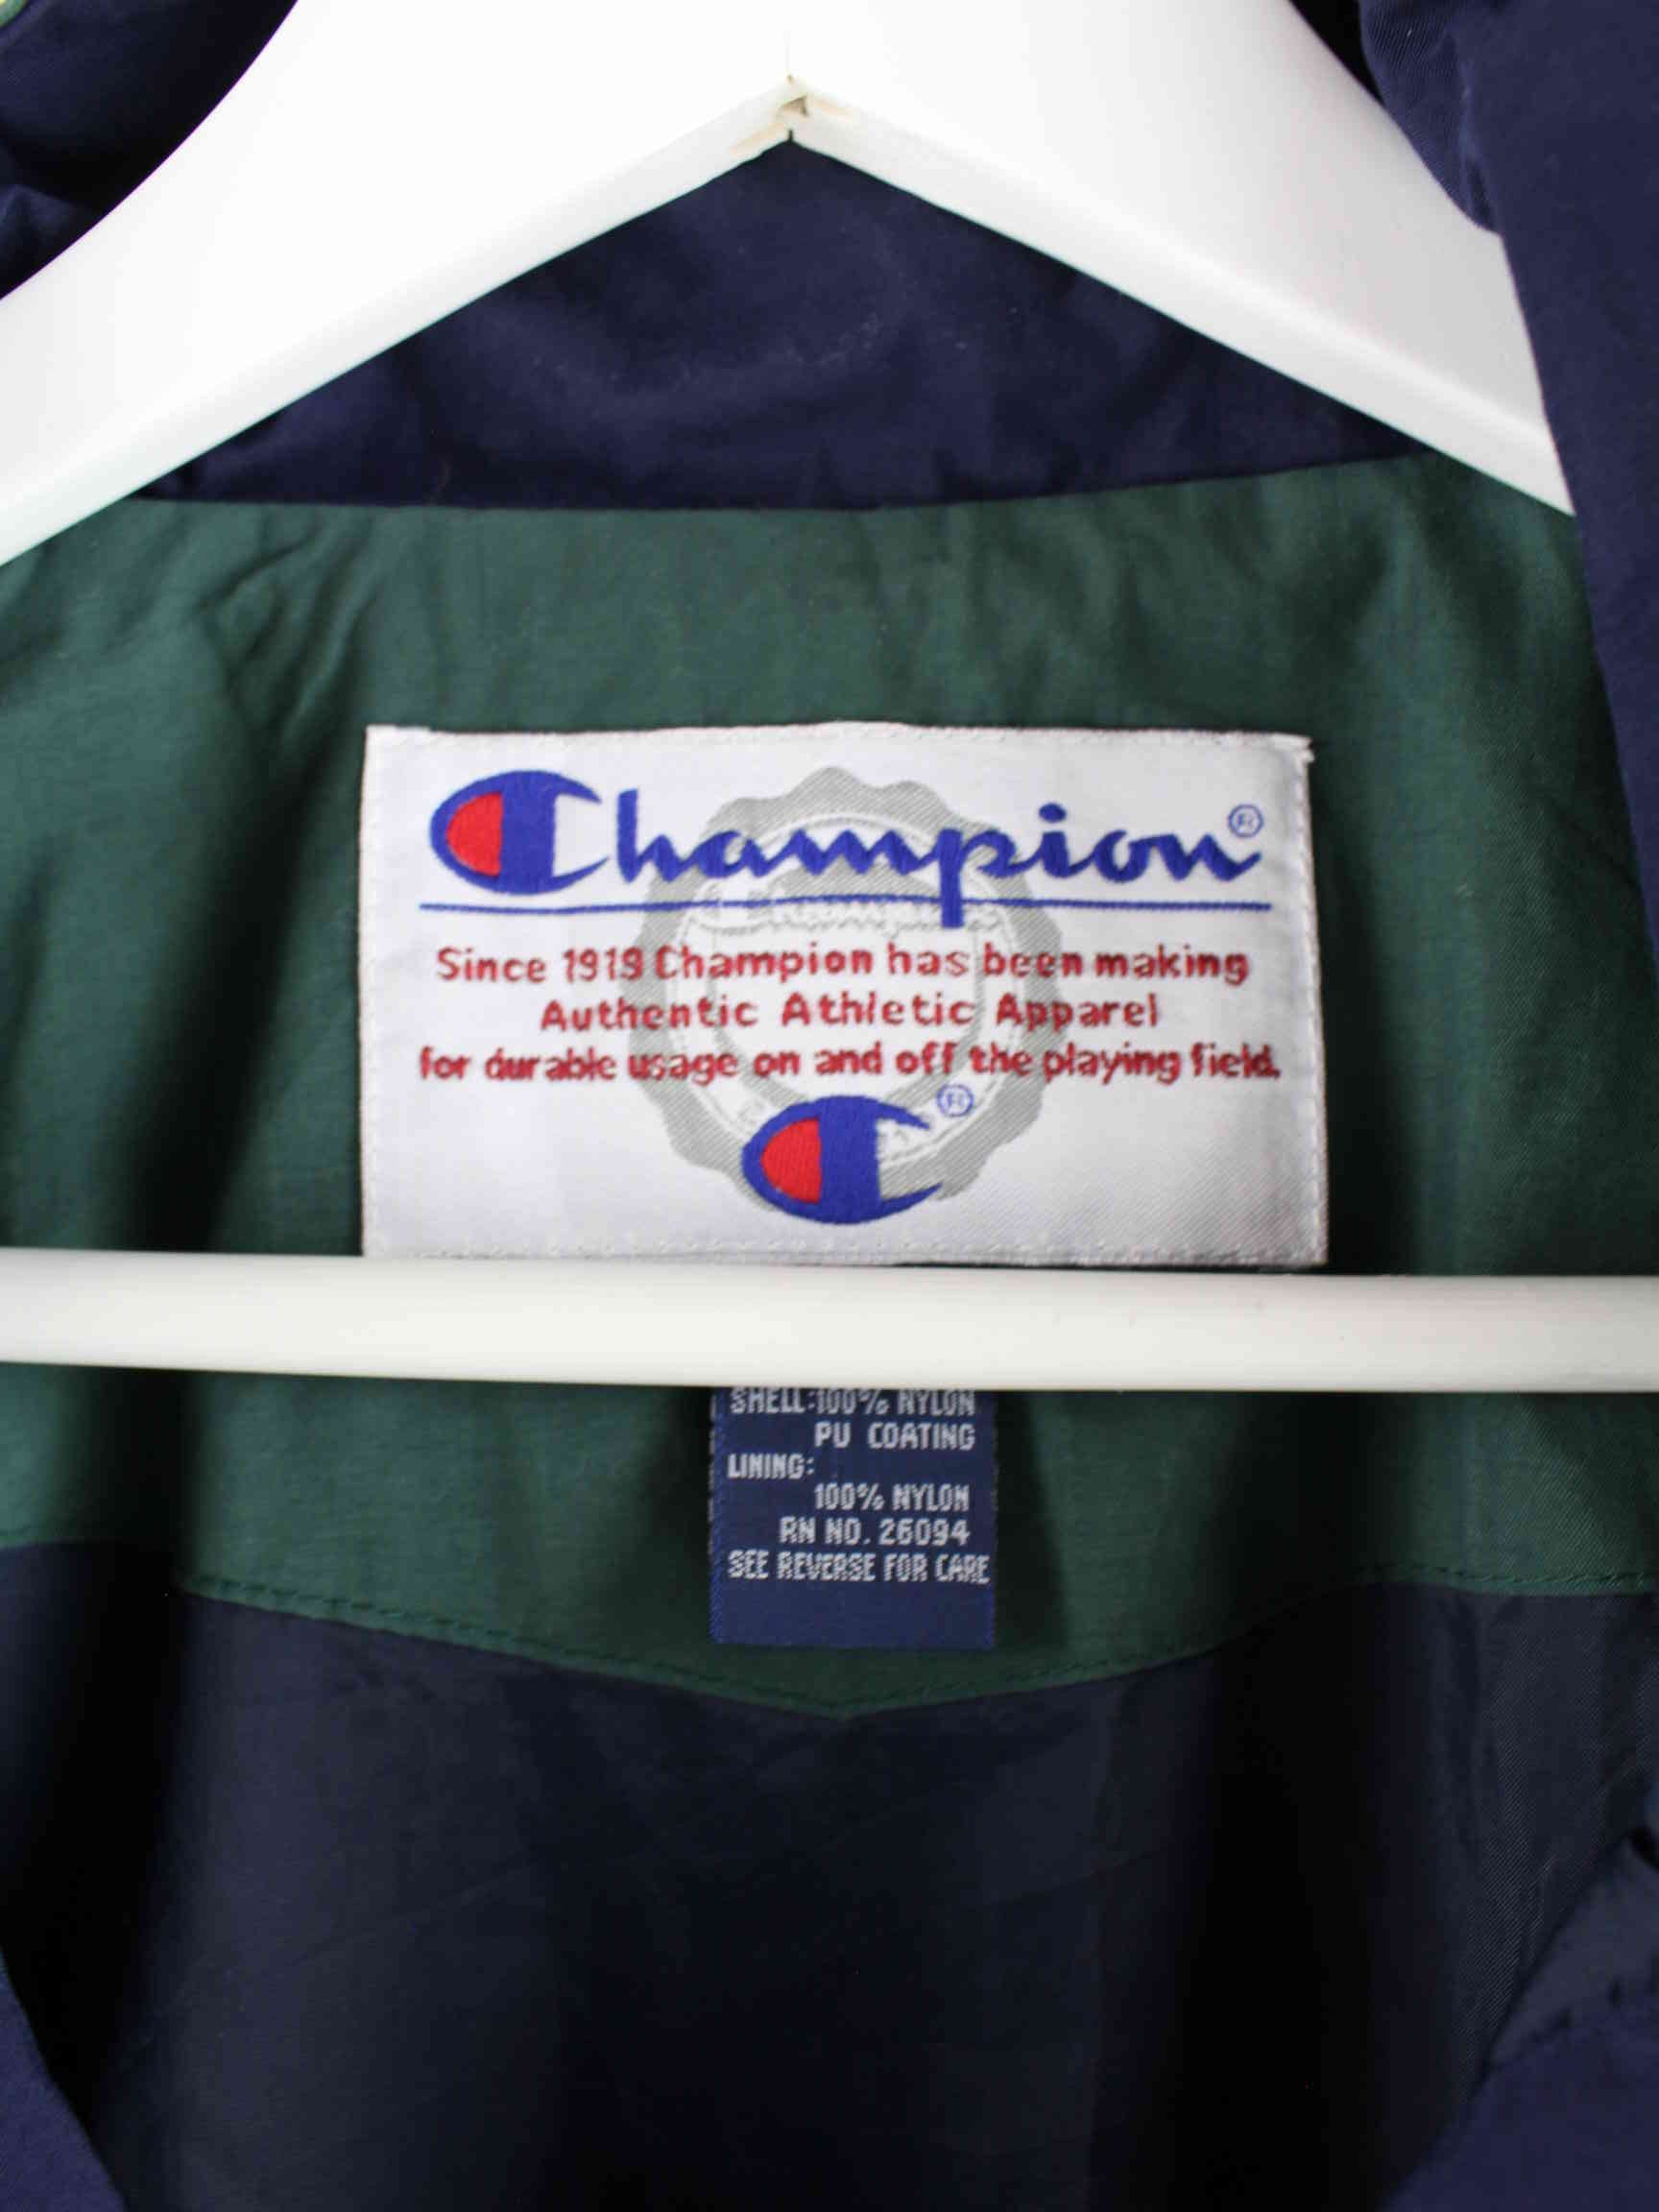 Champion®
Champion
Since 1919 Champion has been making
Authentic Athletic Apparel
for durable usage on and off the playing field.
®
SHELL:100% NYLON
PU COATING
LINING:
100% NYLON
RN NO. 26094
SEE REVERSE FOR CARE